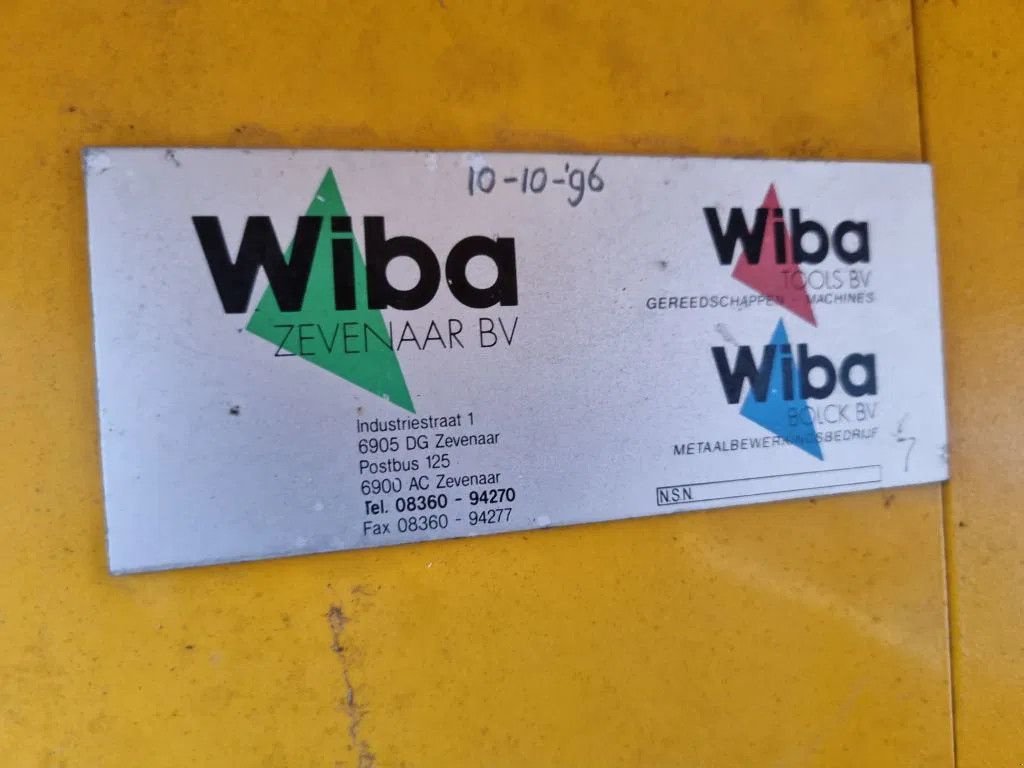 10-10-'96
Wiba
ZEVENAAR BV
Industriestraat 1
6905 DG Zevenaar
Postbus 125
6900 AC Zevenaar
Tel. 08360 - 94270
Fax 08360 - 94277
Wiba
TOOLS BV
GEREEDSCHAPPEN - MACHINES
Wiba
BOLCK BV
METAALBEWERKINGSBEDRIJF
NSN